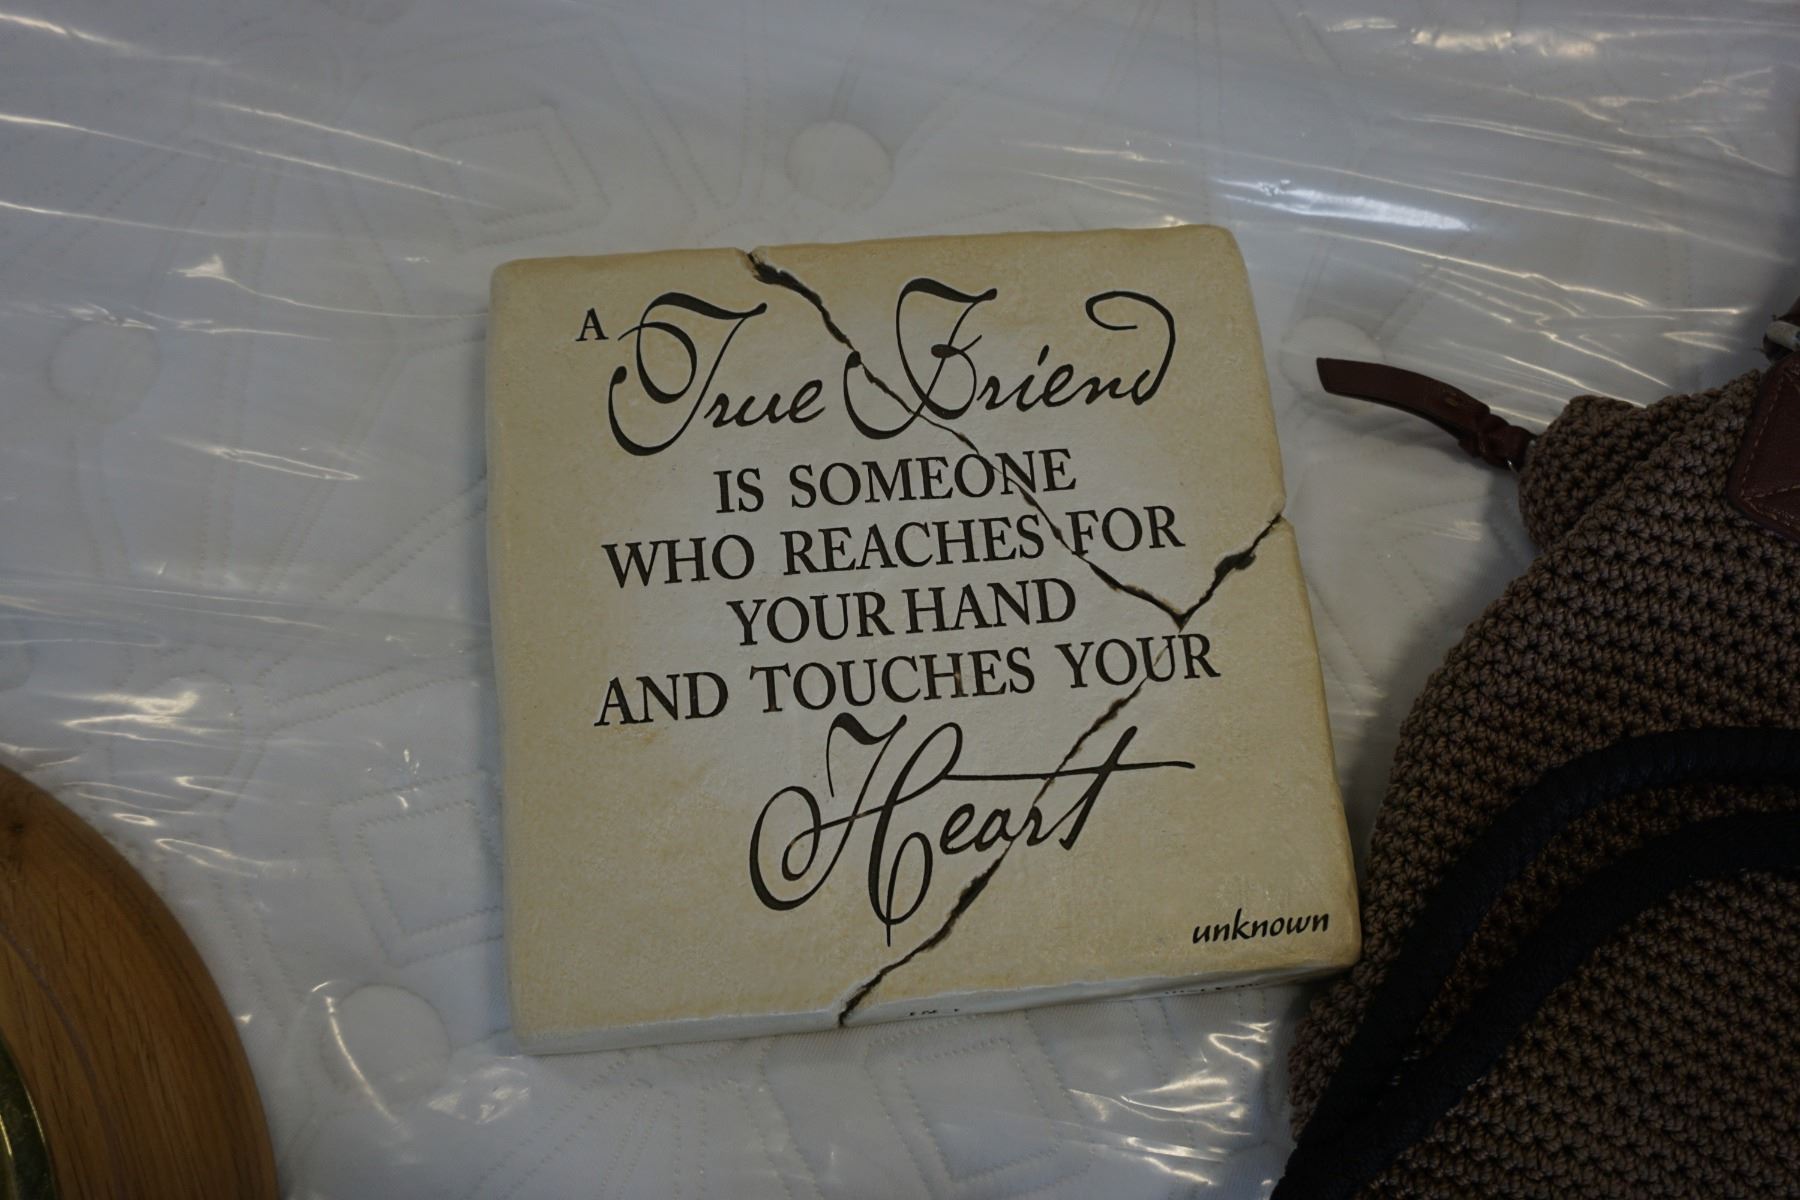 A True Friend
IS SOMEONE
WHO REACHES FOR
YOUR HAND
AND TOUCHES YOUR
Heart
unknown